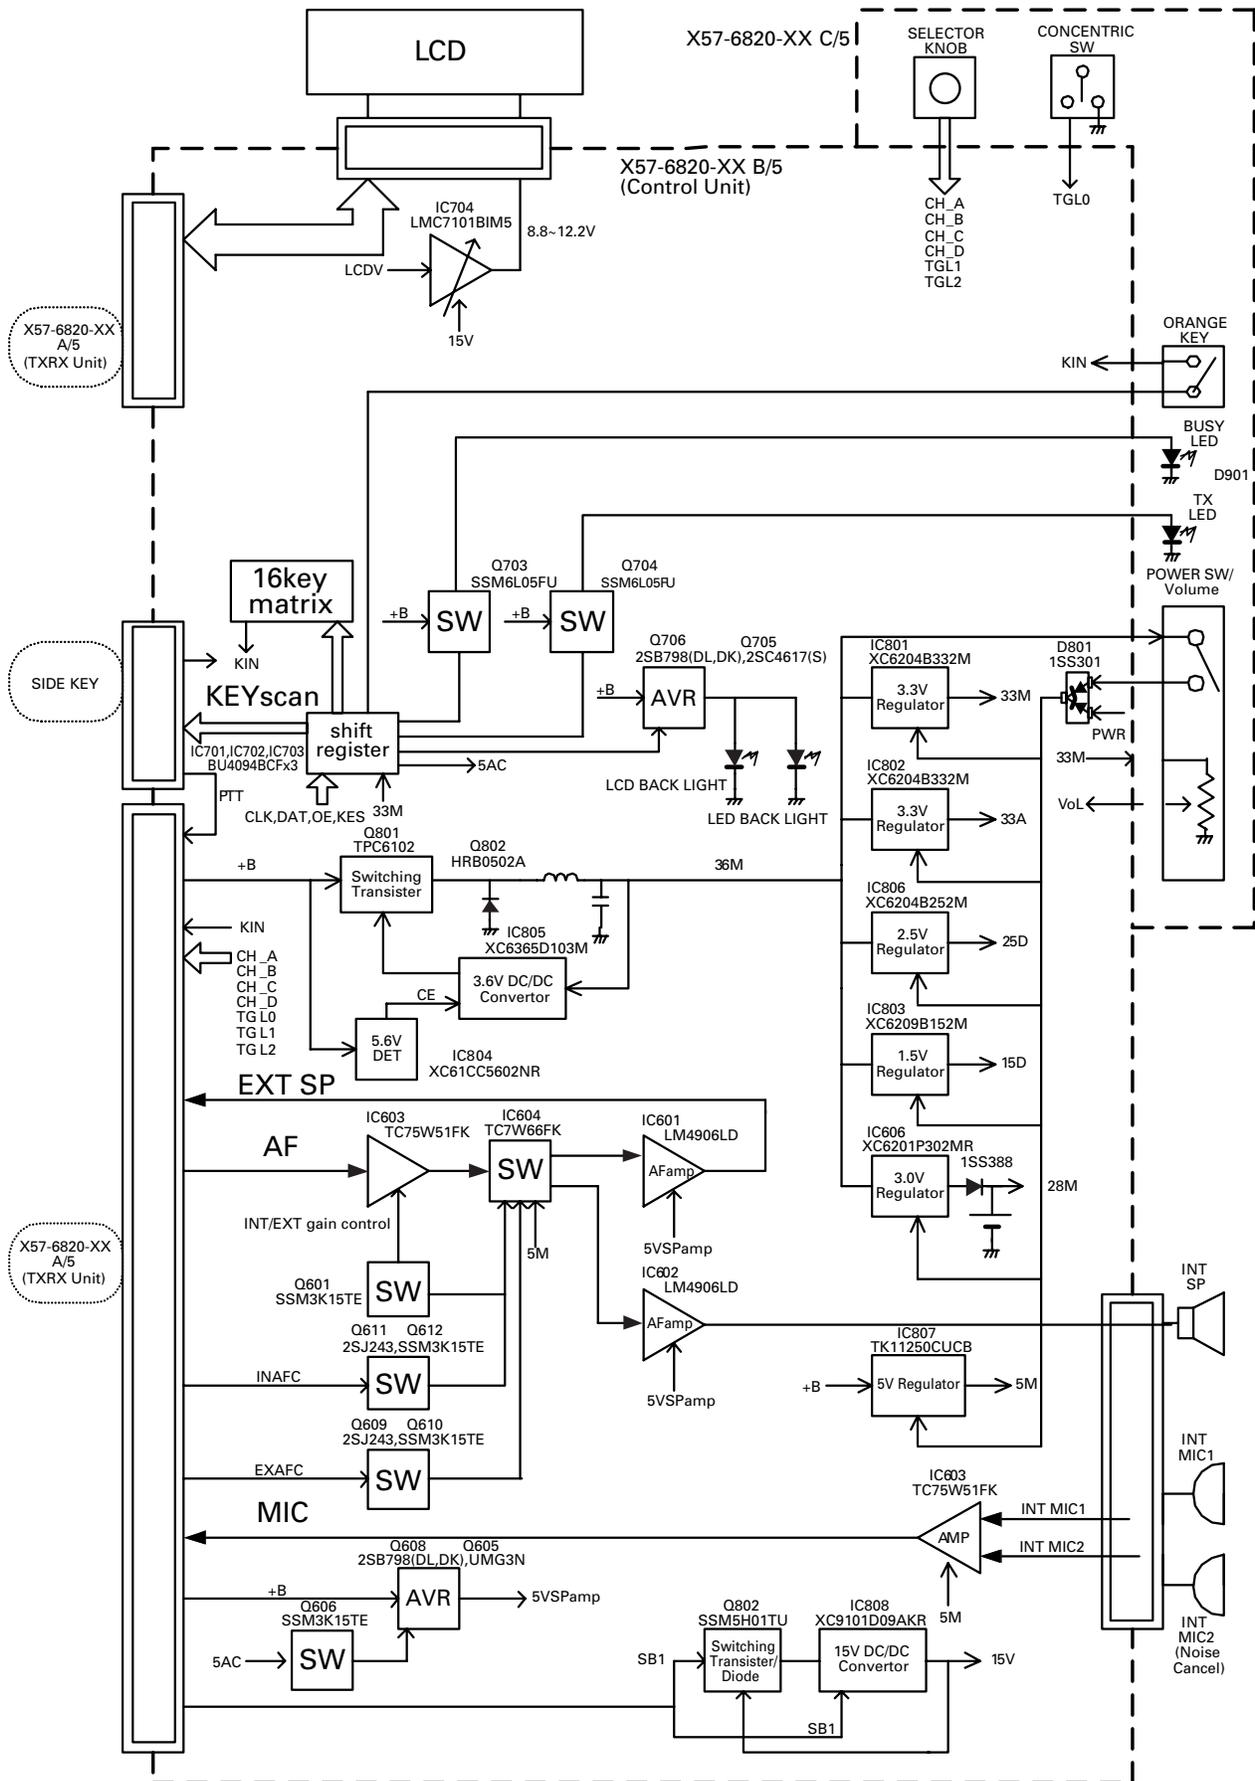 LCD
X57-6820-XX C/5
SELECTOR
KNOB
CONCENTRIC
SW
X57-6820-XX B/5
(Control Unit)
IC704
LMC7101BIM5
8.8~12.2V
LCDV
15V
CH_A
CH_B
CH_C
CH_D
TGL1
TGL2
TGL0
X57-6820-XX
A/5
(TXRX Unit)
ORANGE
KEY
KIN
BUSY
LED
D901
TX
LED
POWER SW/
Volume
16key
matrix
KIN
Q703
SSM6L05FU
Q704
SSM6L05FU
+B
SW
+B
SW
Q706
Q705
2SB798(DL,DK),2SC4617(S)
+B
AVR
SIDE KEY
KEYscan
shift
register
IC701,IC702,IC703
BU4094BCFx3
5AC
LCD BACK LIGHT
LED BACK LIGHT
PTT
CLK,DAT,OE,KES
33M
IC801
XC6204B332M
3.3V
Regulator
33M
D801
1SS301
PWR
33M
VoL
IC802
XC6204B332M
3.3V
Regulator
33A
Q801
TPC6102
+B
Switching
Transister
Q802
HRB0502A
36M
IC806
XC6204B252M
2.5V
Regulator
25D
KIN
CH_A
CH_B
CH_C
CH_D
TGL0
TGL1
TGL2
IC805
XC6365D103M
3.6V DC/DC
Convertor
CE
5.6V
DET
IC804
XC61CC5602NR
IC803
XC6209B152M
1.5V
Regulator
15D
EXT SP
AF
IC603
TC75W51FK
IC604
TC7W66FK
SW
IC601
LM4906LD
AFamp
5VSPamp
IC606
XC6201P302MR
3.0V
Regulator
1SS388
28M
INT/EXT gain control
5M
Q601
SSM3K15TE
SW
IC602
LM4906LD
AFamp
5VSPamp
X57-6820-XX
A/5
(TXRX Unit)
INT
SP
Q611
Q612
2SJ243,SSM3K15TE
INAFC
SW
IC807
TK11250CUCB
+B
5V Regulator
5M
Q609
Q610
2SJ243,SSM3K15TE
EXAFC
SW
INT
MIC1
MIC
IC603
TC75W51FK
AMP
INT MIC1
INT MIC2
5M
Q608
Q605
2SB798(DL,DK),UMG3N
+B
AVR
5VSPamp
Q606
SSM3K15TE
5AC
SW
INT
MIC2
(Noise
Cancel)
Q802
SSM5H01TU
IC808
XC9101D09AKR
SB1
Switching
Transister/
Diode
15V DC/DC
Convertor
15V
SB1